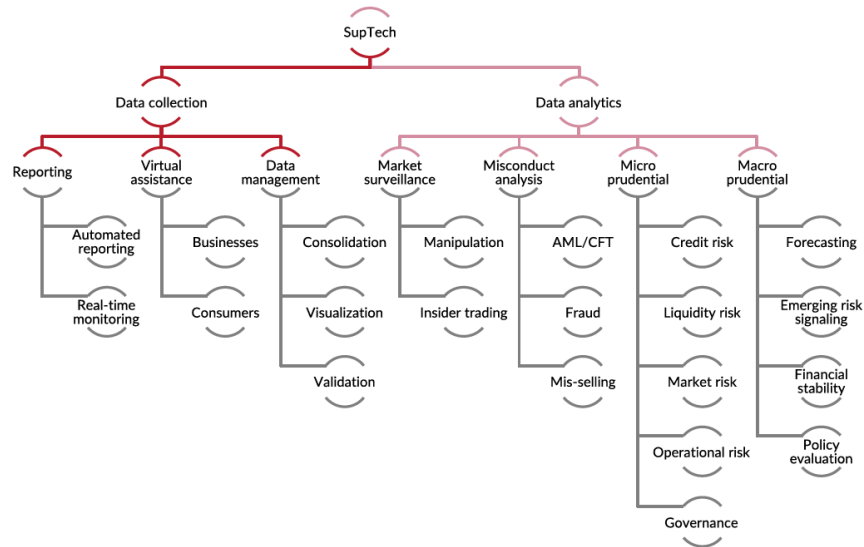 SupTech
Data collection
Data analytics
Reporting
Virtual
assistance
Data
management
Market
surveillance
Misconduct
analysis
Micro
prudential
Macro
prudential
Automated
reporting
Real-time
monitoring
Businesses
Consumers
Consolidation
Visualization
Validation
Manipulation
Insider trading
AML/CFT
Fraud
Mis-selling
Credit risk
Liquidity risk
Market risk
Operational risk
Governance
Forecasting
Emerging risk
signaling
Financial
stability
Policy
evaluation